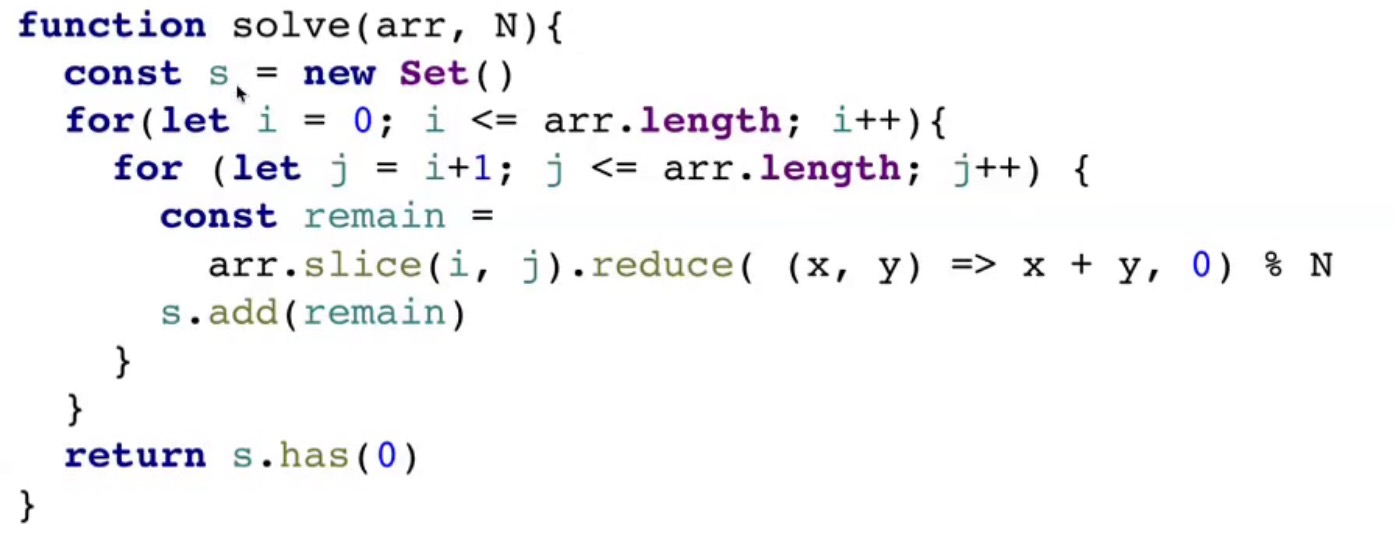 function solve(arr, N){
  const s = new Set()
  for(let i = 0; i <= arr.length; i++){
    for (let j = i+1; j <= arr.length; j++) {
      const remain =
        arr.slice(i, j).reduce( (x, y) => x + y, 0) % N
      s.add(remain)
    }
  }
  return s.has(0)
}